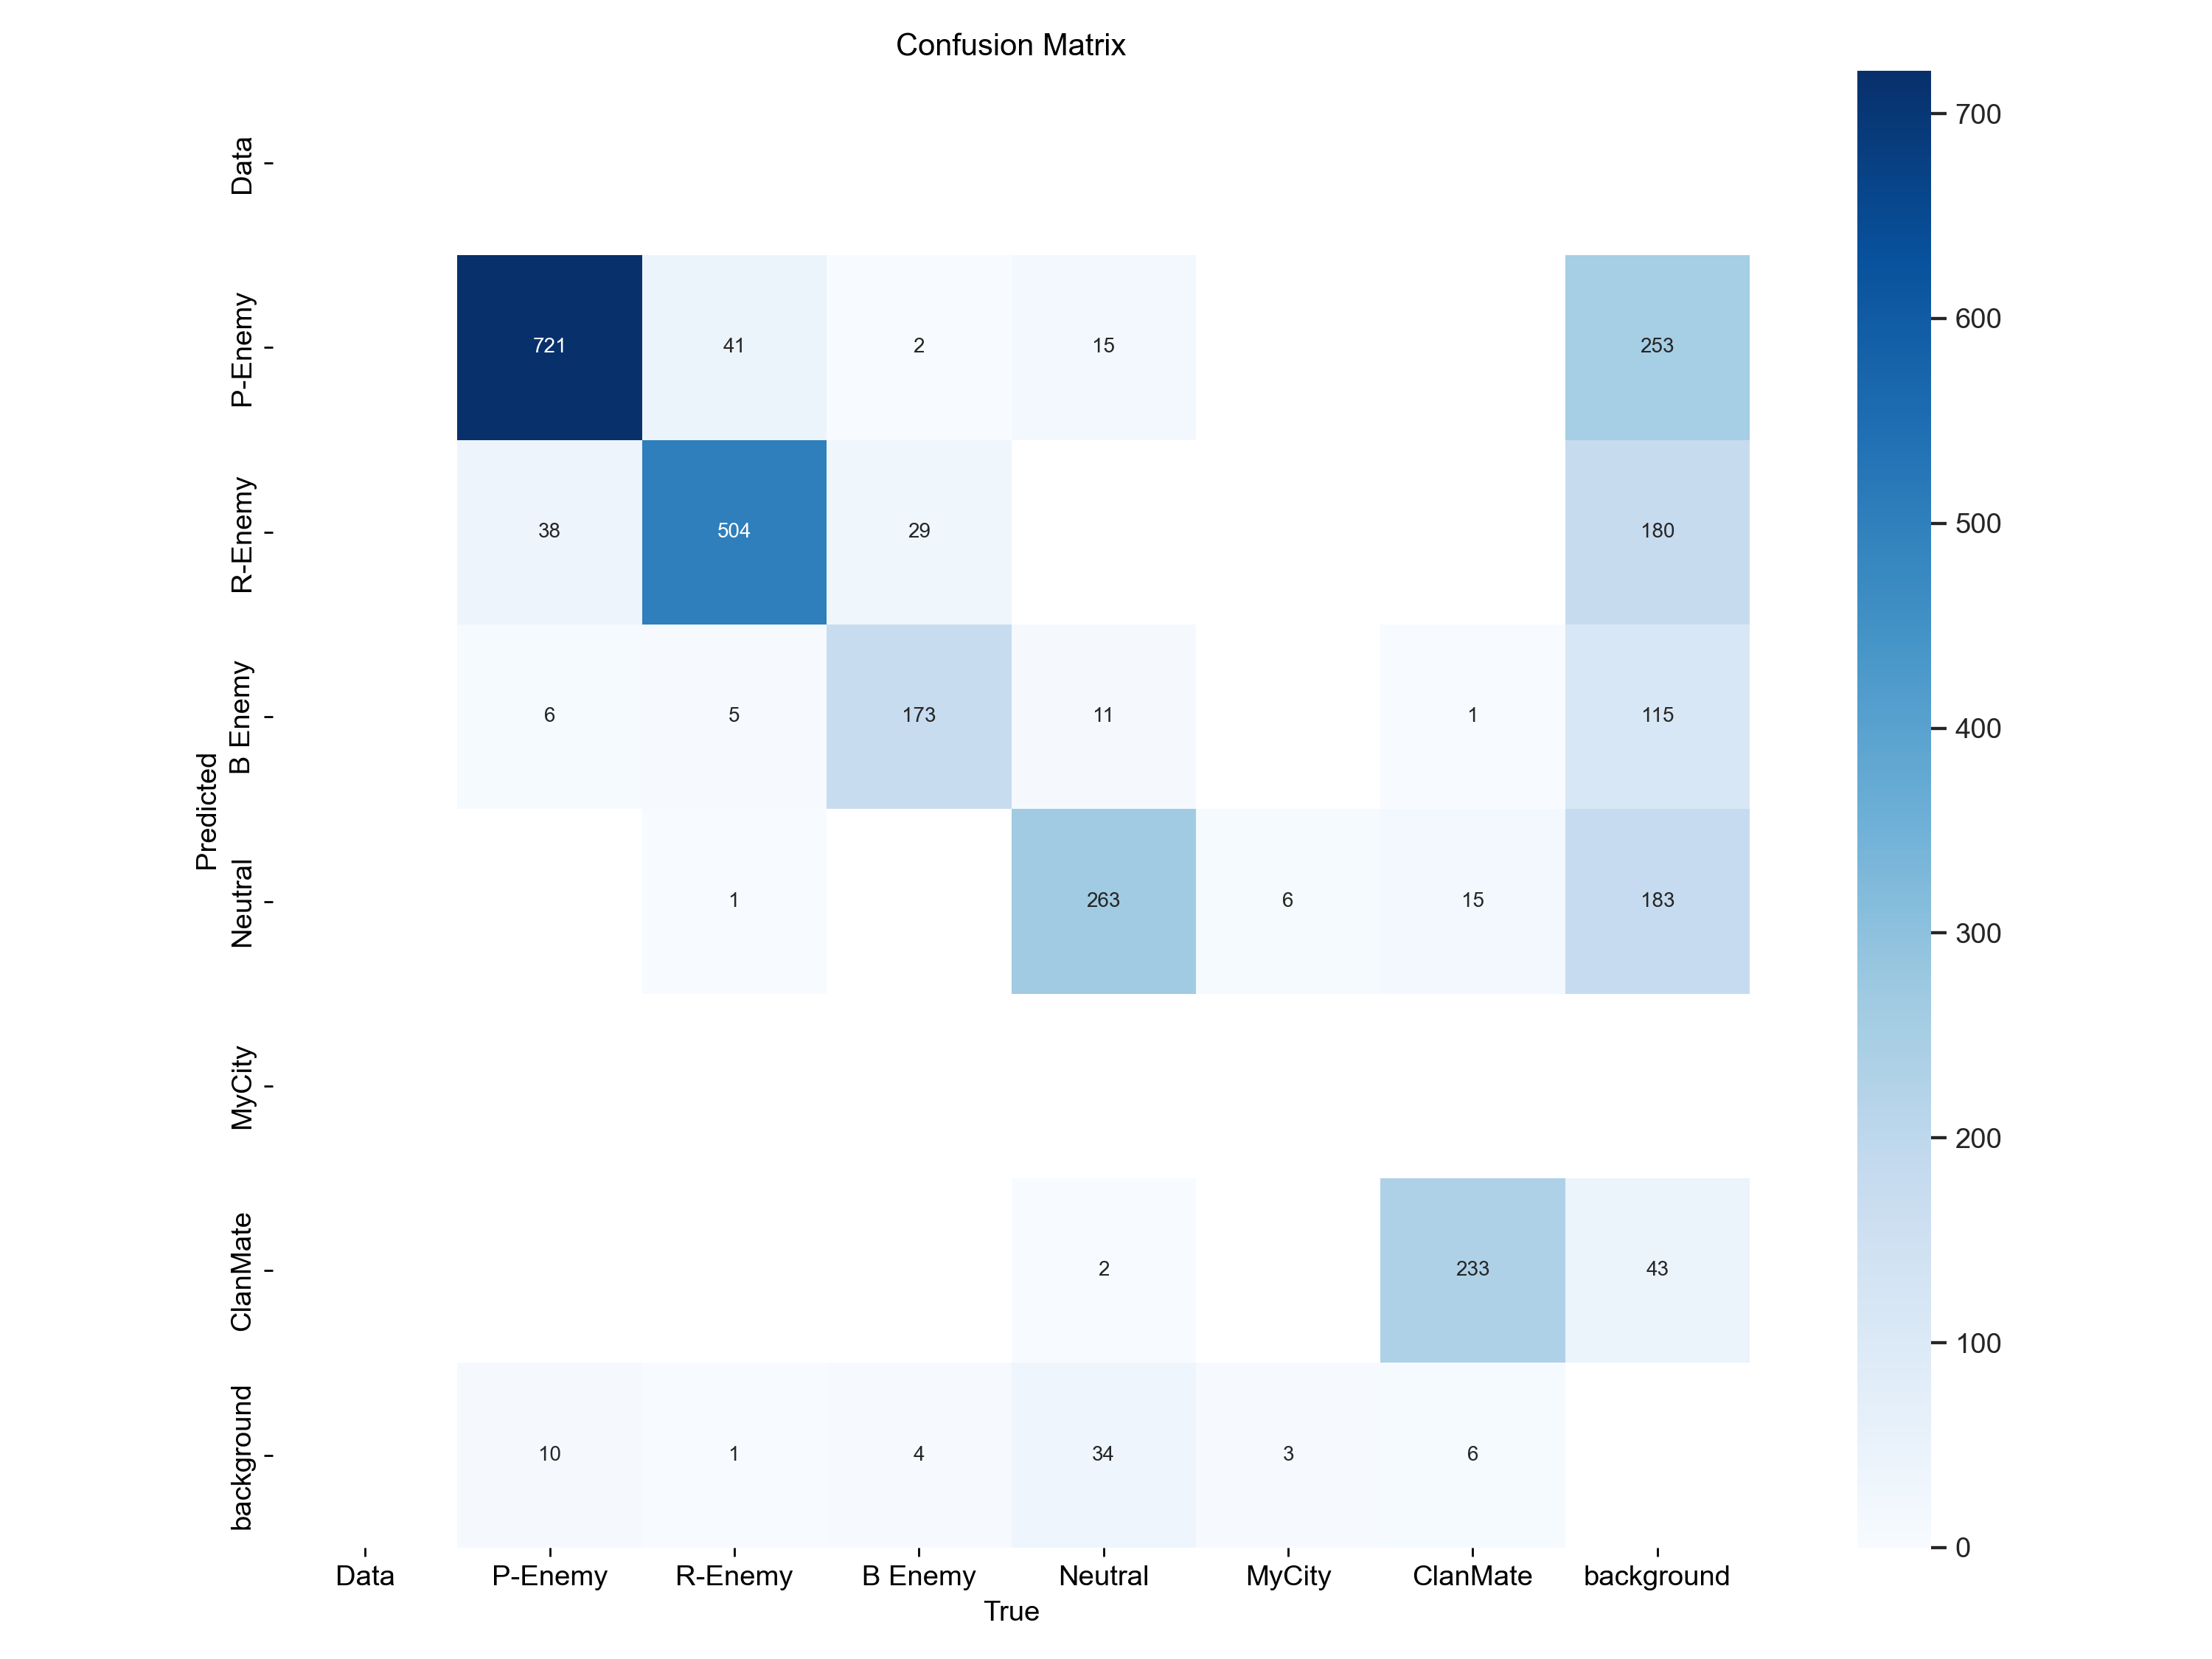 Confusion Matrix
Data
P-Enemy
721 41 2 15 253
R-Enemy
38 504 29 180
B Enemy
6 5 173 11 1 115
Predicted
Neutral
1 263 6 15 183
MyCity
ClanMate
2 233 43
background
10 1 4 34 3 6
Data P-Enemy R-Enemy B Enemy Neutral MyCity ClanMate background
True
700
600
500
400
300
200
100
0